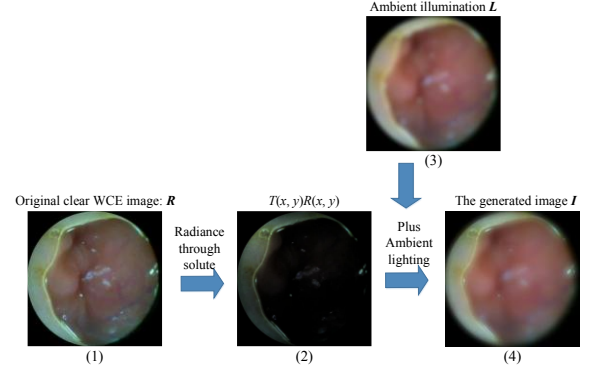 Ambient illumination L
(3)
Original clear WCE image: R
Radiance
through
solute
(1)
T(x, y)R(x, y)
(2)
Plus
Ambient
lighting
The generated image I
(4)